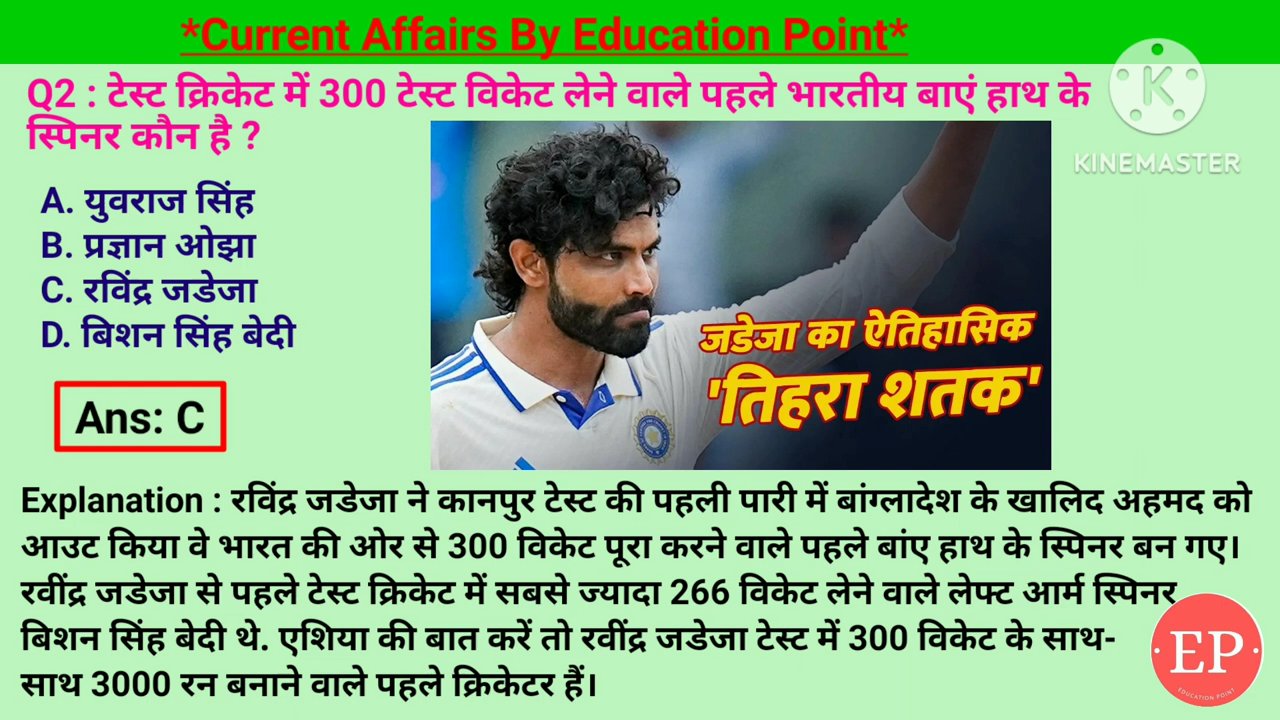 *Current Affairs By Education Point*
Q2 : टेस्ट क्रिकेट में 300 टेस्ट विकेट लेने वाले पहले भारतीय बाएं हाथ के
स्पिनर कौन है ?
K
KINEMASTER
A. युवराज सिंह
B. प्रज्ञान ओझा
C. रविंद्र जडेजा
D. बिशन सिंह बेदी
जडेजा का ऐतिहासिक
'तिहरा शतक'
Ans: C
Explanation : रविंद्र जडेजा ने कानपुर टेस्ट की पहली पारी में बांग्लादेश के खालिद अहमद को
आउट किया वे भारत की ओर से 300 विकेट पूरा करने वाले पहले बांए हाथ के स्पिनर बन गए।
रवींद्र जडेजा से पहले टेस्ट क्रिकेट में सबसे ज्यादा 266 विकेट लेने वाले लेफ्ट आर्म स्पिनर
बिशन सिंह बेदी थे. एशिया की बात करें तो रवींद्र जडेजा टेस्ट में 300 विकेट के साथ-
साथ 3000 रन बनाने वाले पहले क्रिकेटर हैं।
EP
EDUCATION POINT